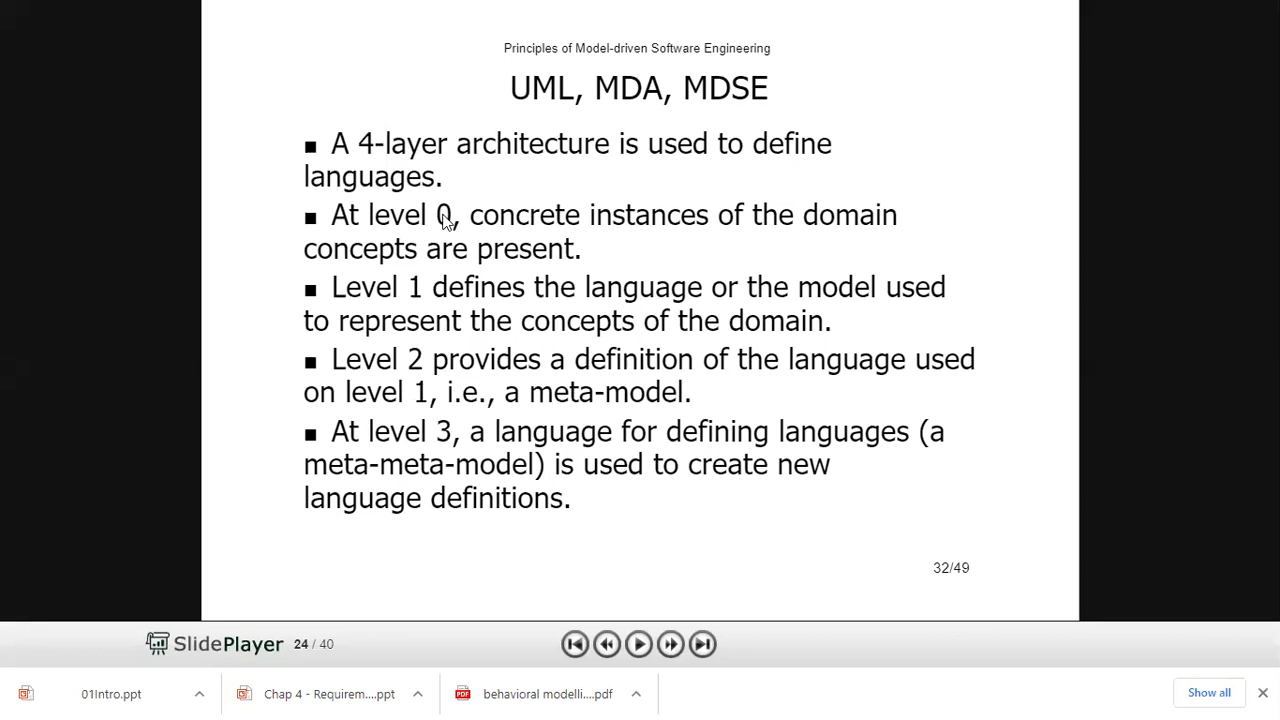 Principles of Model-driven Software Engineering
UML, MDA, MDSE
■ A 4-layer architecture is used to define
languages.
■ At level 0, concrete instances of the domain
concepts are present.
■ Level 1 defines the language or the model used
to represent the concepts of the domain.
■ Level 2 provides a definition of the language used
on level 1, i.e., a meta-model.
■ At level 3, a language for defining languages (a
meta-meta-model) is used to create new
language definitions.
32/49
SlidePlayer 24 / 40
01Intro.ppt Chap 4 - Requirem....ppt behavioral modelli....pdf Show all